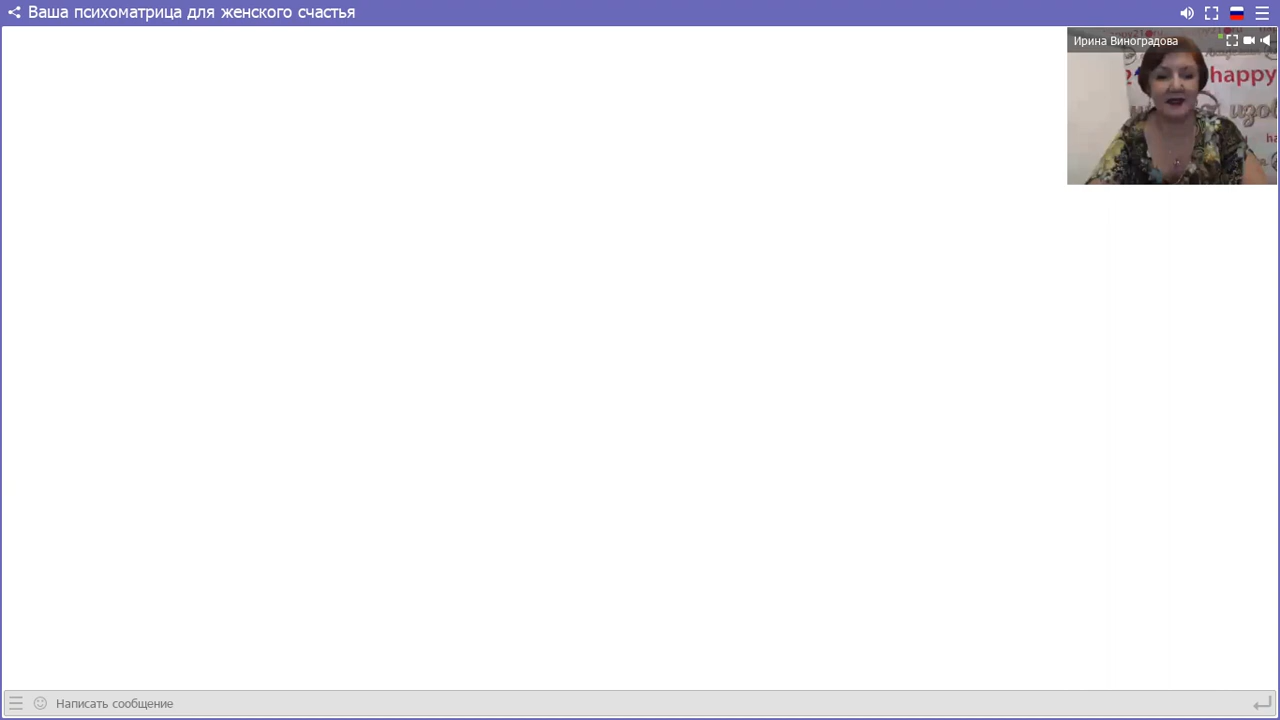 Ваша психоматрица для женского счастья
Ирина Виноградова
happy
Написать сообщение